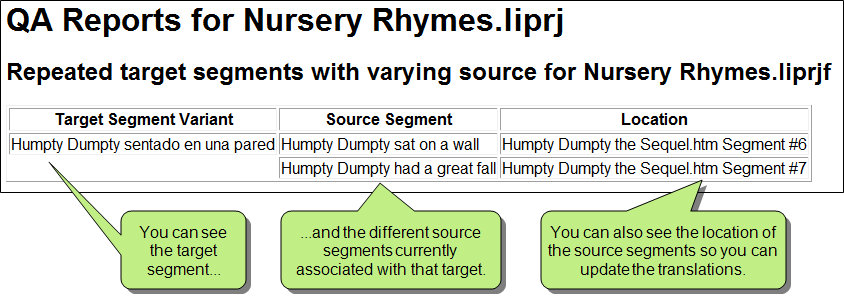 QA Reports for Nursery Rhymes.liprj
Repeated target segments with varying source for Nursery Rhymes.liprjf
Target Segment Variant Source Segment Location
Humpty Dumpty sentado en una pared Humpty Dumpty sat on a wall Humpty Dumpty the Sequel.htm Segment #6
Humpty Dumpty had a great fall Humpty Dumpty the Sequel.htm Segment #7
You can see
the target
segment...
...and the different source
segments currently
associated with that target.
You can also see the location of
the source segments so you can
update the translations.